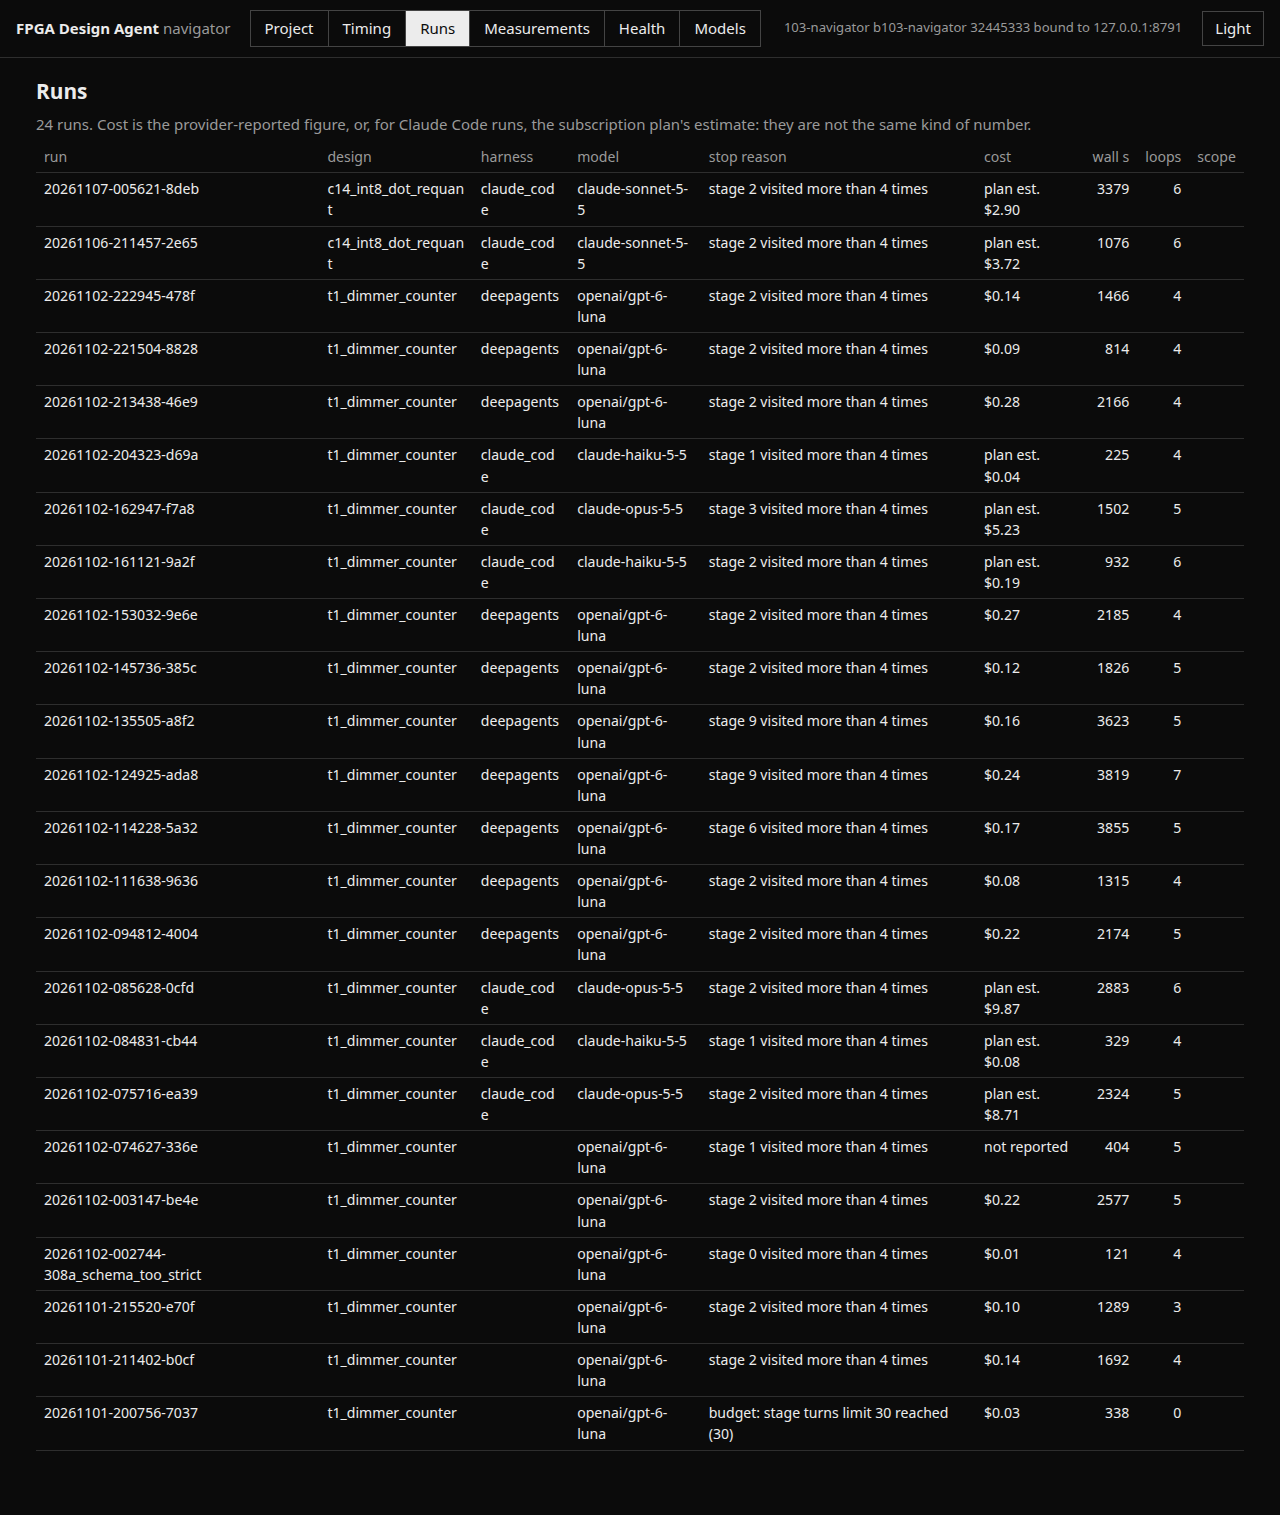 FPGA Design Agent navigator Project Timing Runs Measurements Health Models 103-navigator b103-navigator 32445333 bound to 127.0.0.1:8791 Light
Runs
24 runs. Cost is the provider-reported figure, or, for Claude Code runs, the subscription plan's estimate: they are not the same kind of number.
run design harness model stop reason cost wall s loops scope
20261107-005621-8deb c14_int8_dot_requan claude_cod claude-sonnet-5- stage 2 visited more than 4 times plan est. 3379 6
t e 5 $2.90
20261106-211457-2e65 c14_int8_dot_requan claude_cod claude-sonnet-5- stage 2 visited more than 4 times plan est. 1076 6
t e 5 $3.72
20261102-222945-478f t1_dimmer_counter deepagents openai/gpt-6- stage 2 visited more than 4 times $0.14 1466 4
luna
20261102-221504-8828 t1_dimmer_counter deepagents openai/gpt-6- stage 2 visited more than 4 times $0.09 814 4
luna
20261102-213438-46e9 t1_dimmer_counter deepagents openai/gpt-6- stage 2 visited more than 4 times $0.28 2166 4
luna
20261102-204323-d69a t1_dimmer_counter claude_cod claude-haiku-5-5 stage 1 visited more than 4 times plan est. 225 4
e $0.04
20261102-162947-f7a8 t1_dimmer_counter claude_cod claude-opus-5-5 stage 3 visited more than 4 times plan est. 1502 5
e $5.23
20261102-161121-9a2f t1_dimmer_counter claude_cod claude-haiku-5-5 stage 2 visited more than 4 times plan est. 932 6
e $0.19
20261102-153032-9e6e t1_dimmer_counter deepagents openai/gpt-6- stage 2 visited more than 4 times $0.27 2185 4
luna
20261102-145736-385c t1_dimmer_counter deepagents openai/gpt-6- stage 2 visited more than 4 times $0.12 1826 5
luna
20261102-135505-a8f2 t1_dimmer_counter deepagents openai/gpt-6- stage 9 visited more than 4 times $0.16 3623 5
luna
20261102-124925-ada8 t1_dimmer_counter deepagents openai/gpt-6- stage 9 visited more than 4 times $0.24 3819 7
luna
20261102-114228-5a32 t1_dimmer_counter deepagents openai/gpt-6- stage 6 visited more than 4 times $0.17 3855 5
luna
20261102-111638-9636 t1_dimmer_counter deepagents openai/gpt-6- stage 2 visited more than 4 times $0.08 1315 4
luna
20261102-094812-4004 t1_dimmer_counter deepagents openai/gpt-6- stage 2 visited more than 4 times $0.22 2174 5
luna
20261102-085628-0cfd t1_dimmer_counter claude_cod claude-opus-5-5 stage 2 visited more than 4 times plan est. 2883 6
e $9.87
20261102-084831-cb44 t1_dimmer_counter claude_cod claude-haiku-5-5 stage 1 visited more than 4 times plan est. 329 4
e $0.08
20261102-075716-ea39 t1_dimmer_counter claude_cod claude-opus-5-5 stage 2 visited more than 4 times plan est. 2324 5
e $8.71
20261102-074627-336e t1_dimmer_counter openai/gpt-6- stage 1 visited more than 4 times not reported 404 5
luna
20261102-003147-be4e t1_dimmer_counter openai/gpt-6- stage 2 visited more than 4 times $0.22 2577 5
luna
20261102-002744- t1_dimmer_counter openai/gpt-6- stage 0 visited more than 4 times $0.01 121 4
308a_schema_too_strict luna
20261101-215520-e70f t1_dimmer_counter openai/gpt-6- stage 2 visited more than 4 times $0.10 1289 3
luna
20261101-211402-b0cf t1_dimmer_counter openai/gpt-6- stage 2 visited more than 4 times $0.14 1692 4
luna
20261101-200756-7037 t1_dimmer_counter openai/gpt-6- budget: stage turns limit 30 reached $0.03 338 0
luna (30)